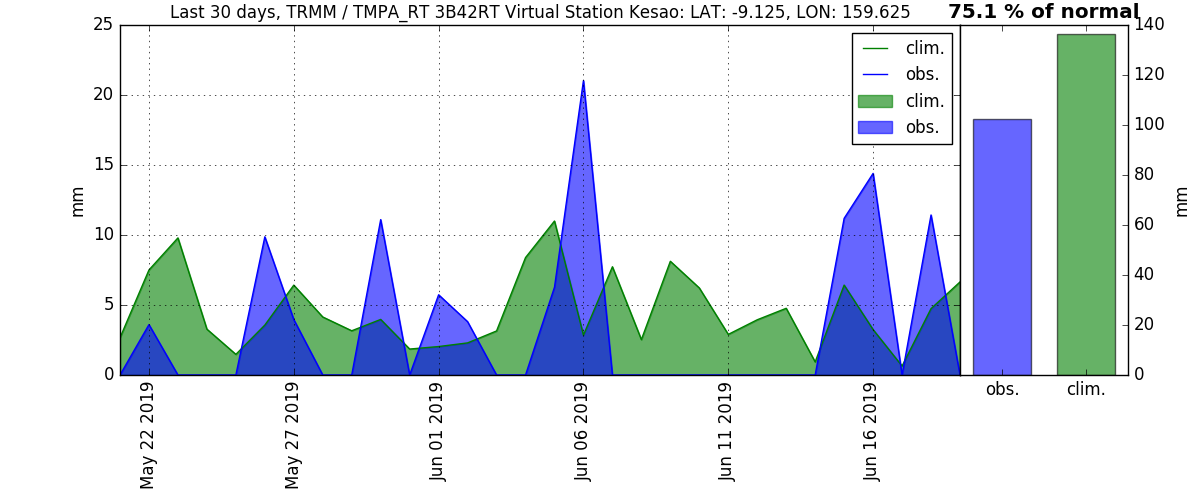 Last 30 days, TRMM / TMPA_RT 3B42RT Virtual Station Kesao: LAT: -9.125, LON: 159.625
75.1 % of normal
25
20
15
10
5
0
mm
clim.
obs.
clim.
obs.
May 22 2019
May 27 2019
Jun 01 2019
Jun 06 2019
Jun 11 2019
Jun 16 2019
140
120
100
80
60
40
20
0
mm
obs.
clim.